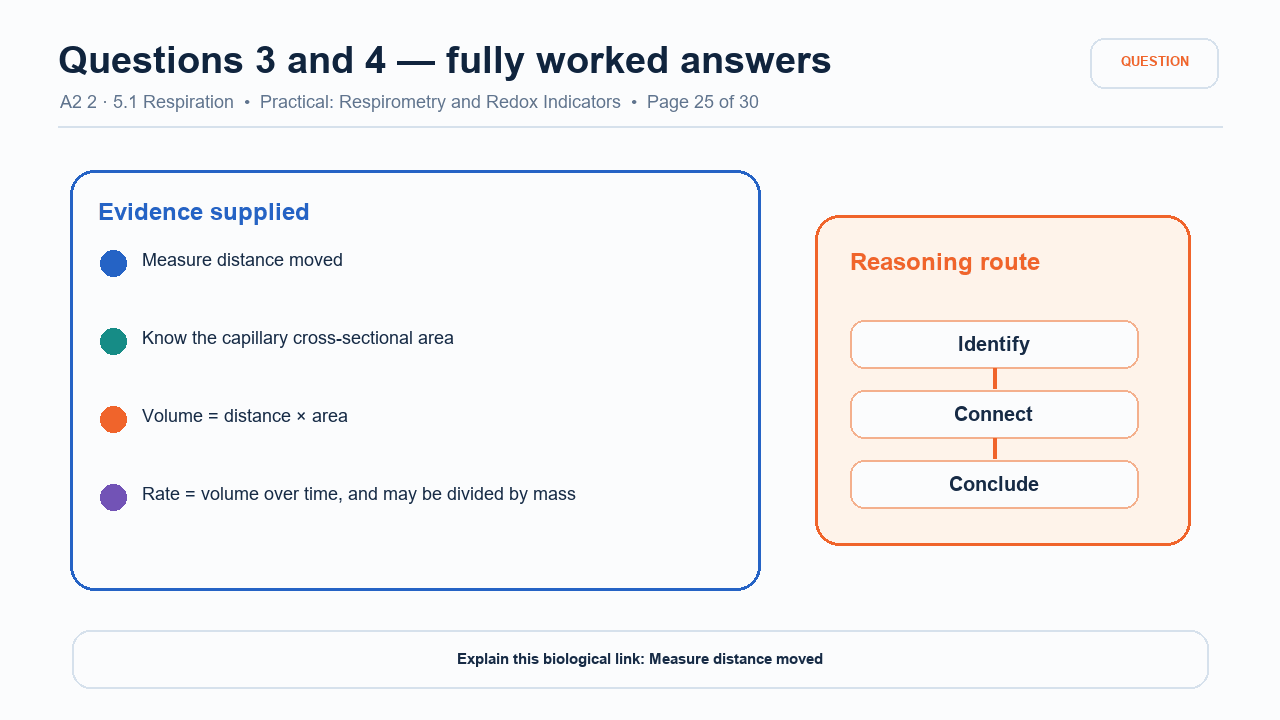 Questions 3 and 4 — fully worked answers
QUESTION
A2 2 · 5.1 Respiration • Practical: Respirometry and Redox Indicators • Page 25 of 30
Evidence supplied
Measure distance moved
Know the capillary cross-sectional area
Volume = distance × area
Rate = volume over time, and may be divided by mass
Reasoning route
Identify
Connect
Conclude
Explain this biological link: Measure distance moved